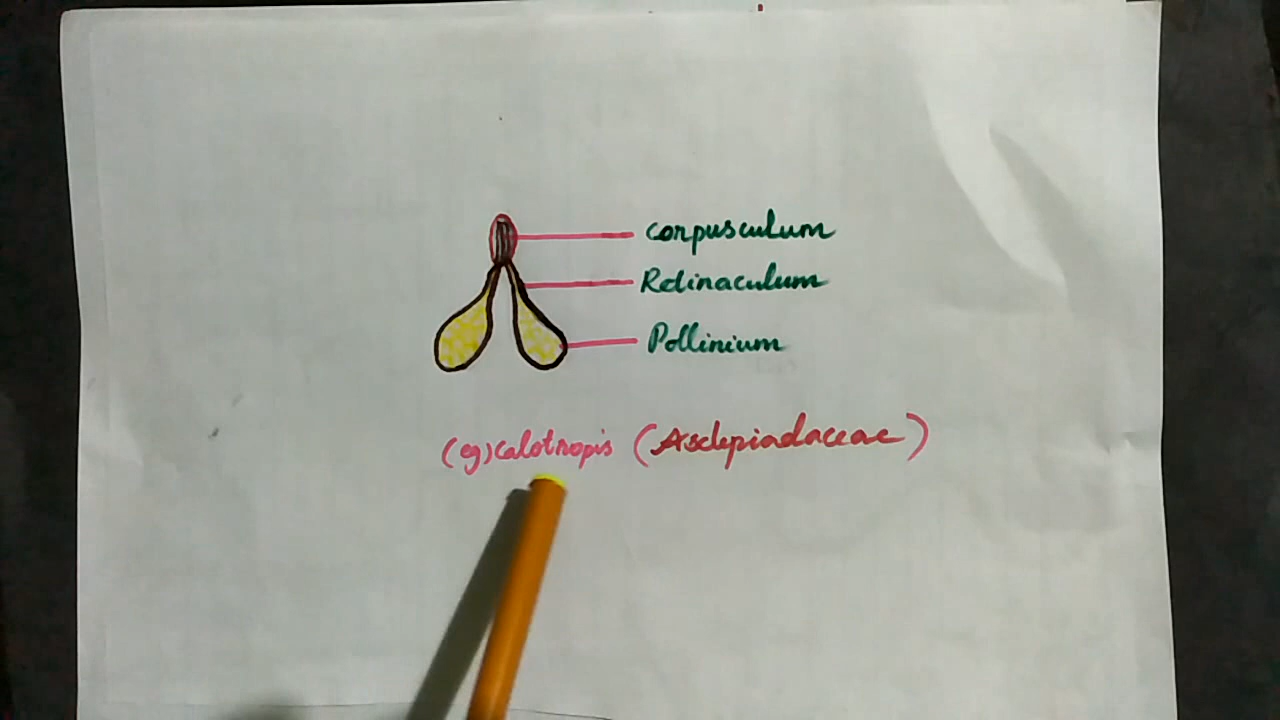 corpusculum
Retinaculum
Pollinium
(eg) calotropis (Asclepiadaceae)